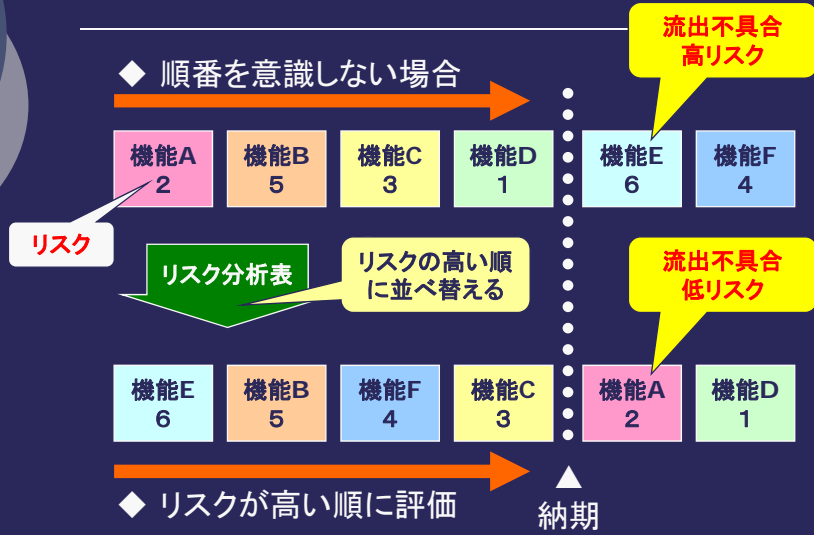 ◆ 順番を意識しない場合
流出不具合
高リスク
機能A
2
機能B
5
機能C
3
機能D
1
機能E
6
機能F
4
リスク
リスク分析表
リスクの高い順
に並べ替える
流出不具合
低リスク
機能E
6
機能B
5
機能F
4
機能C
3
機能A
2
機能D
1
◆ リスクが高い順に評価
納期